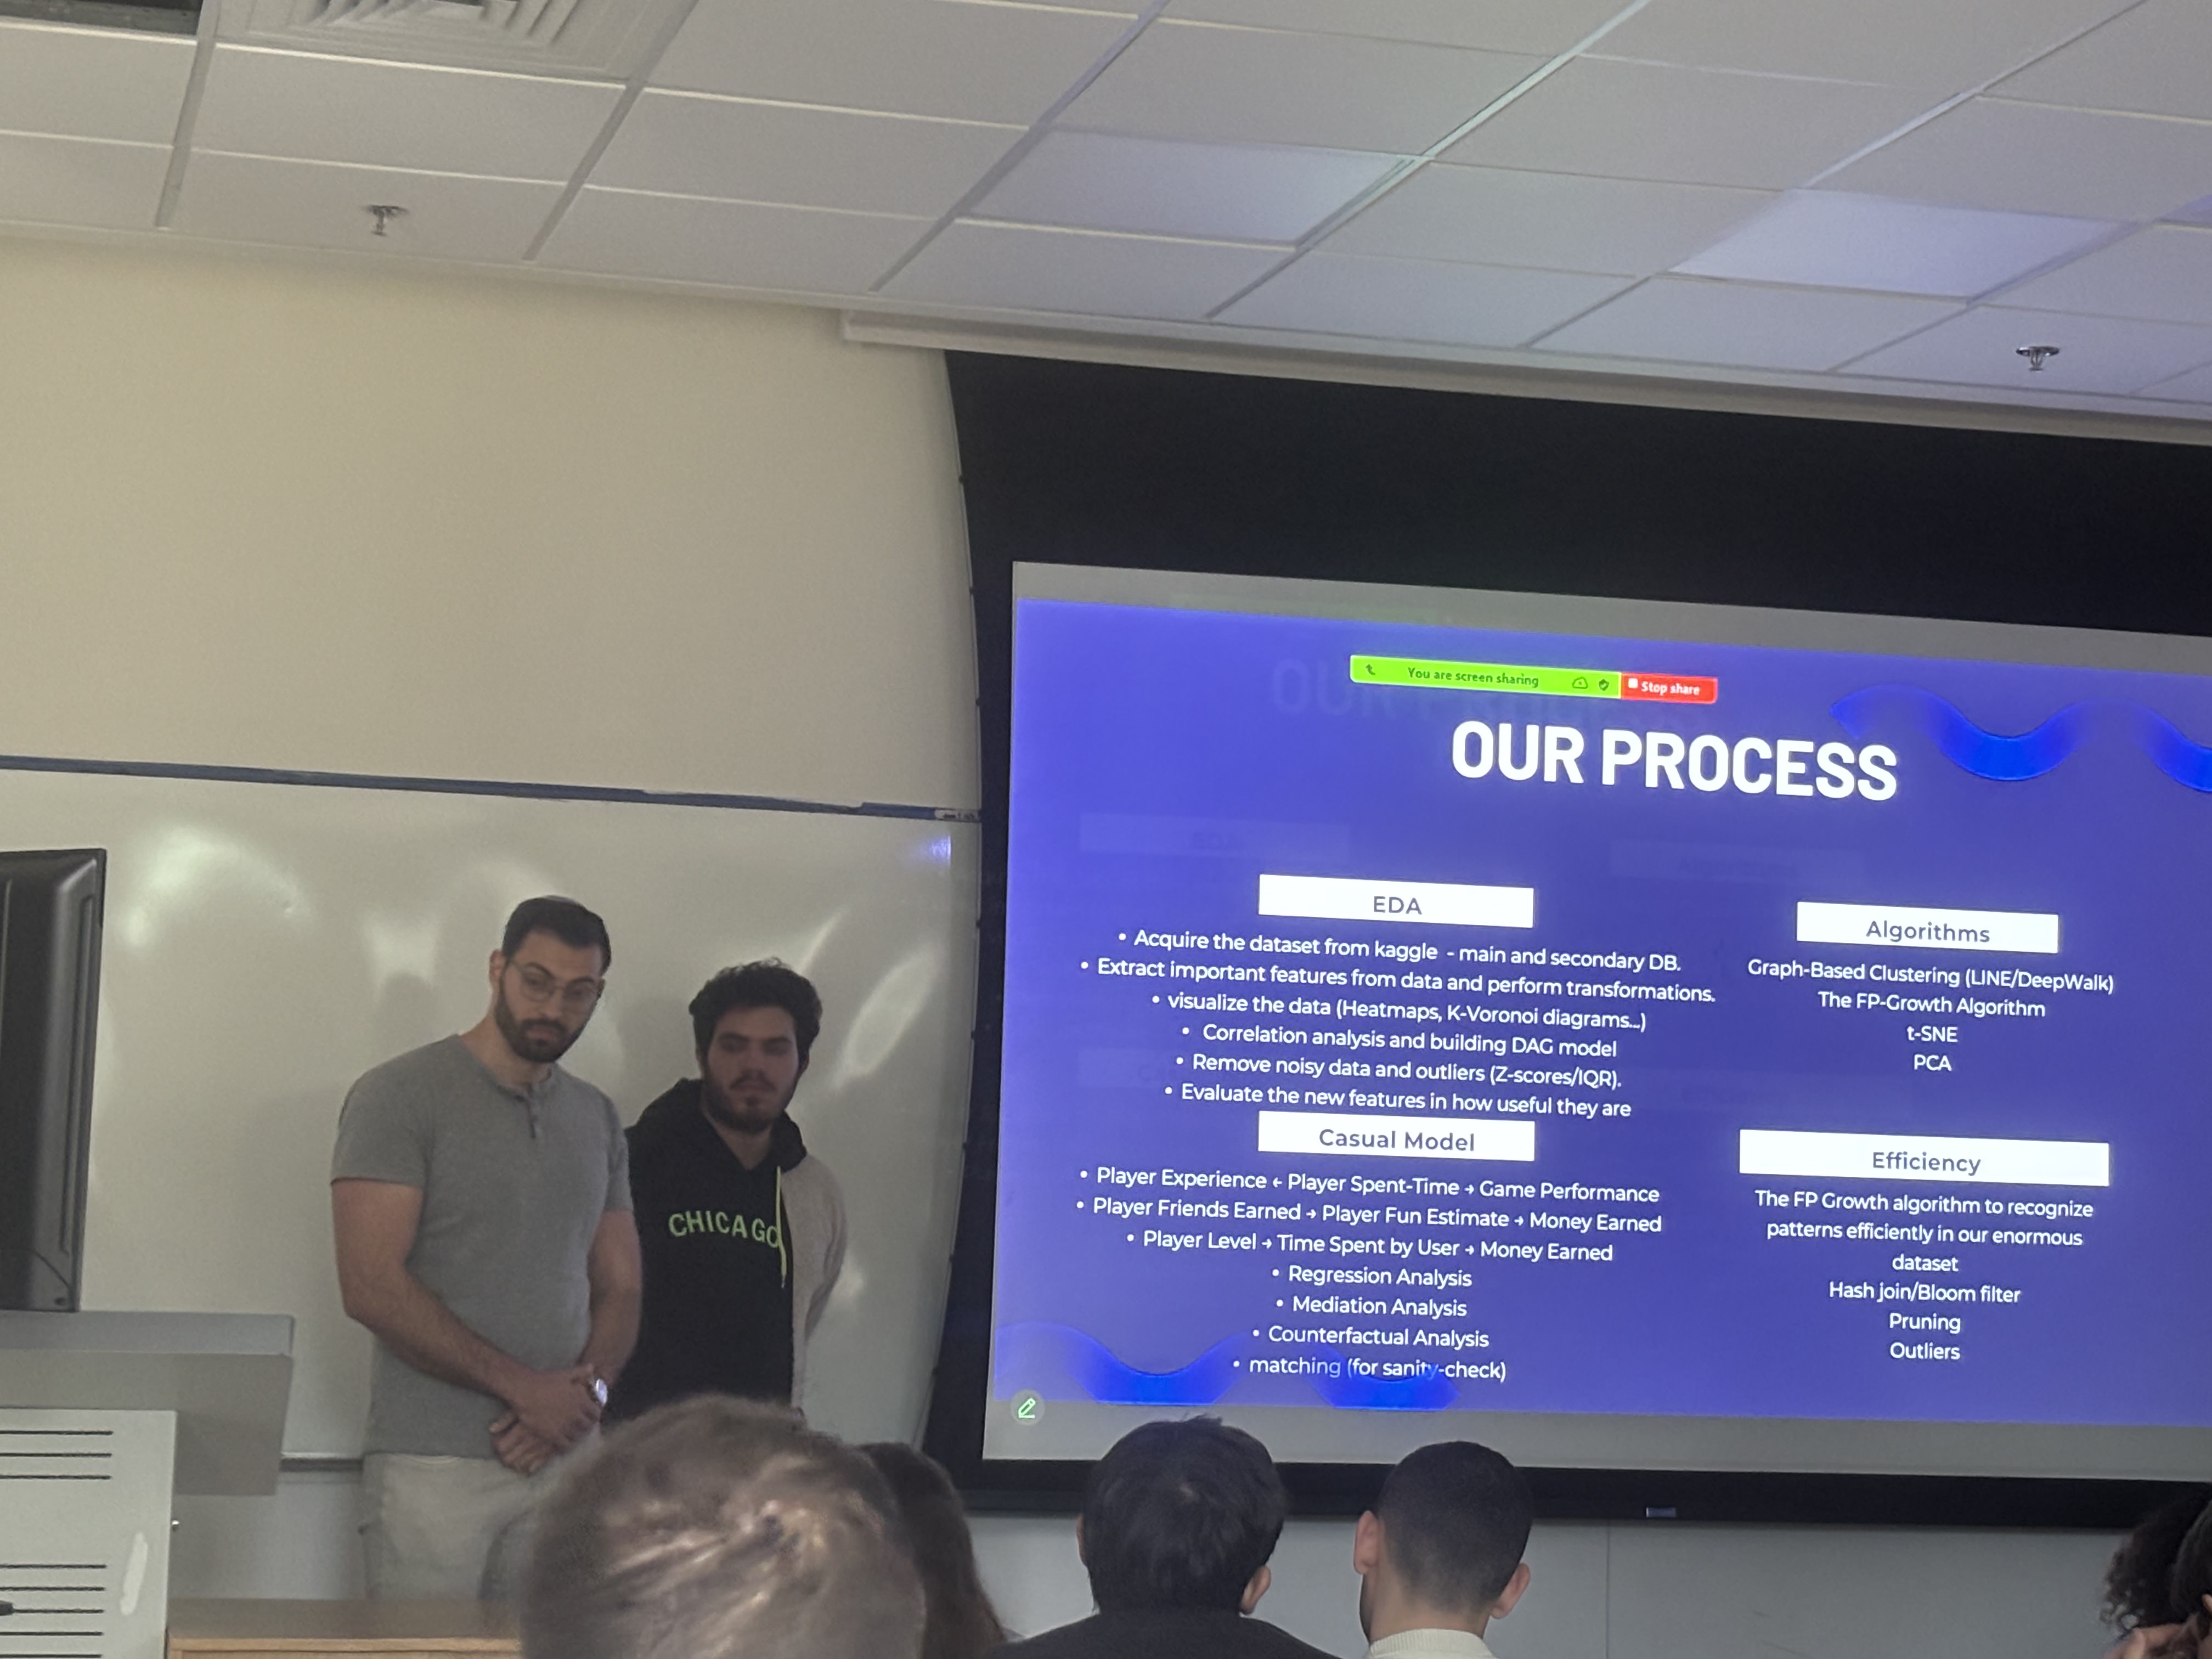 You are screen sharing
Stop share
OUR PROCESS
EDA
• Acquire the dataset from kaggle - main and secondary DB.
• Extract important features from data and perform transformations.
• visualize the data (Heatmaps, K-Voronoi diagrams...)
• Correlation analysis and building DAG model
• Remove noisy data and outliers (Z-scores/IQR).
• Evaluate the new features in how useful they are
Casual Model
• Player Experience ← Player Spent-Time → Game Performance
• Player Friends Earned → Player Fun Estimate → Money Earned
• Player Level → Time Spent by User → Money Earned
• Regression Analysis
• Mediation Analysis
• Counterfactual Analysis
• matching (for sanity-check)
Algorithms
Graph-Based Clustering (LINE/DeepWalk)
The FP-Growth Algorithm
t-SNE
PCA
Efficiency
The FP Growth algorithm to recognize
patterns efficiently in our enormous
dataset
Hash join/Bloom filter
Pruning
Outliers
CHICAGO